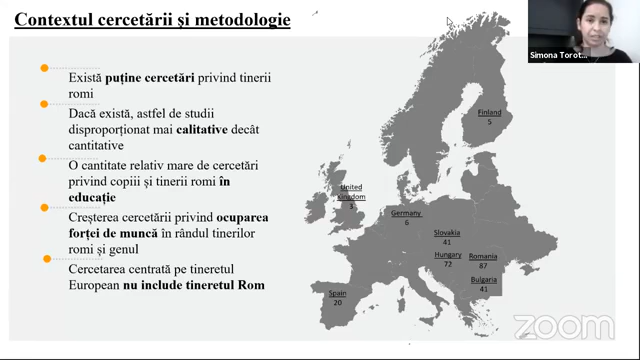 Contextul cercetării și metodologie
Există puține cercetări privind tinerii
romi
Dacă există, astfel de studii
disproporționat mai calitative decât
cantitative
O cantitate relativ mare de cercetări
privind copiii și tinerii romi în
educație
Creșterea cercetării privind ocuparea
forței de muncă în rândul tinerilor
romi și genul
Cercetarea centrată pe tineretul
European nu include tineretul Rom
Finland
5
United
Kingdom
3
Germany
6
Slovakia
41
Hungary
72
Romania
87
Bulgaria
41
Spain
20
Simona Torot...
zoom